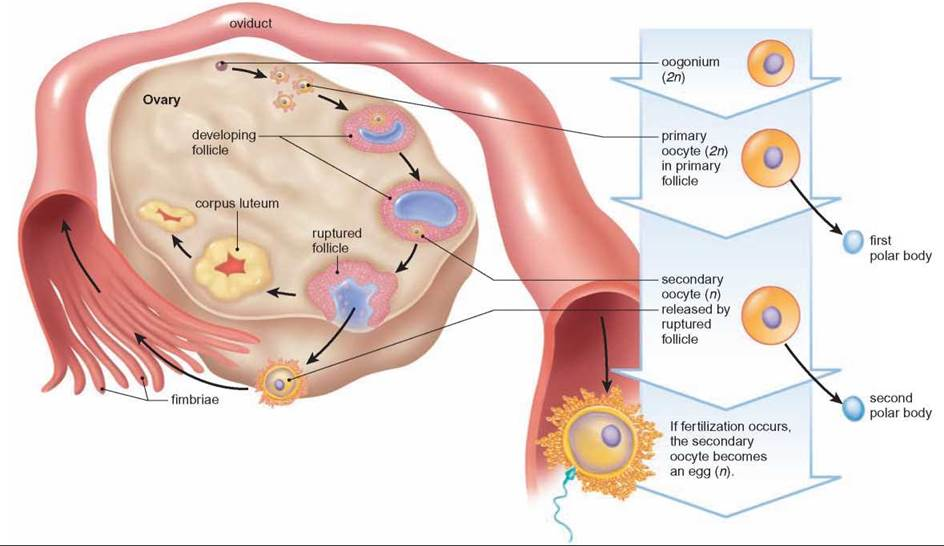 oviduct
Ovary
developing
follicle
corpus luteum
ruptured
follicle
fimbriae
oogonium
(2n)
primary
oocyte (2n)
in primary
follicle
first
polar body
secondary
oocyte (n)
released by
ruptured
follicle
second
polar body
If fertilization occurs,
the secondary
oocyte becomes
an egg (n).